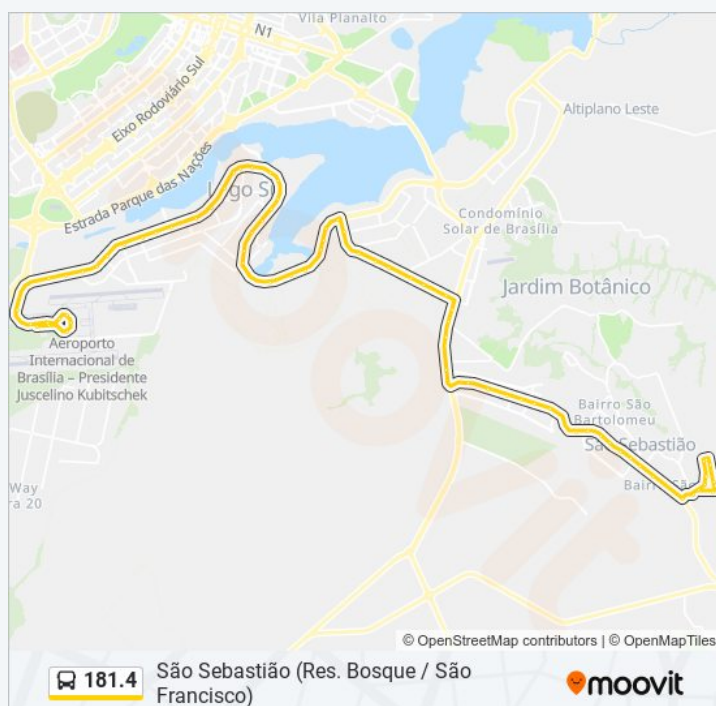 Vila Planalto
N1
Eixo Rodoviário Sul
Altiplano Leste
Estrada Parque das Nações
Condomínio
Solar de Brasília
Jardim Botânico
Aeroporto
Internacional de
Brasília – Presidente
Juscelino Kubitschek
Bairro São
Bartolomeu
São Sebastião
Way
© OpenStreetMap contributors | © OpenMapTiles
181.4 São Sebastião (Res. Bosque / São
Francisco)
moovit